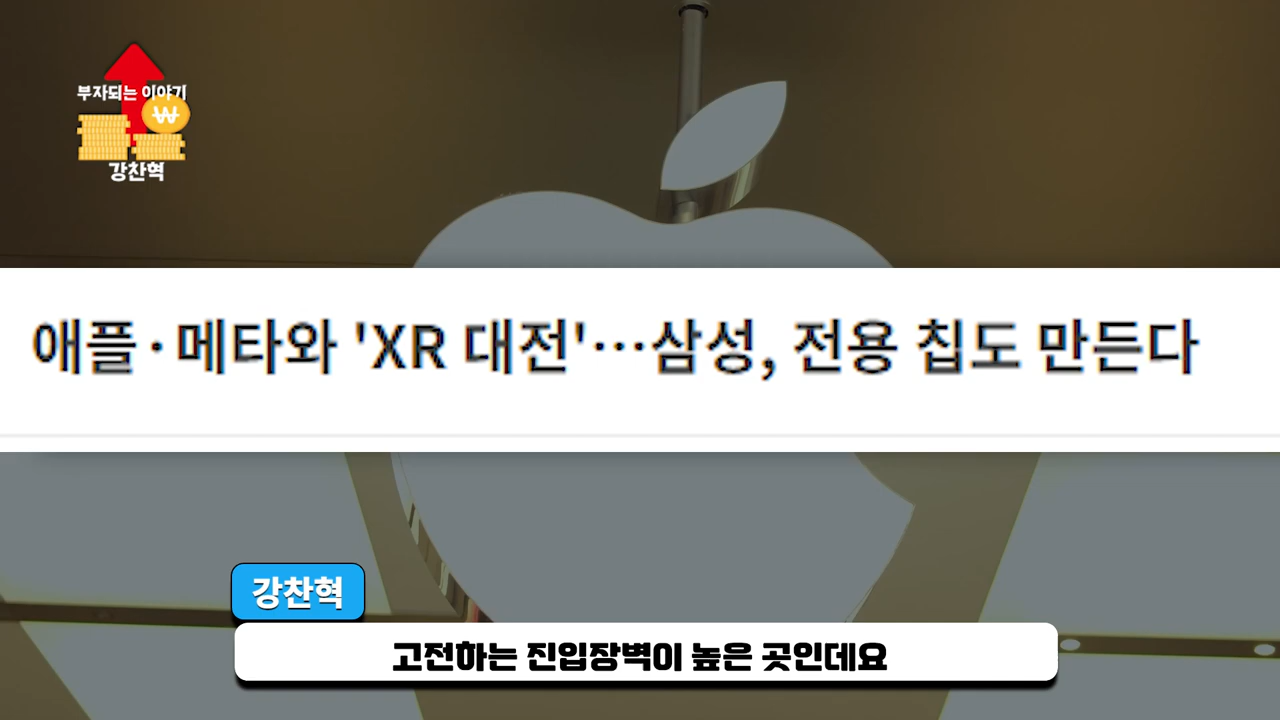 부자되는 이야기
₩
강찬혁
애플·메타와 'XR 대전'…삼성, 전용 칩도 만든다
강찬혁
고전하는 진입장벽이 높은 곳인데요